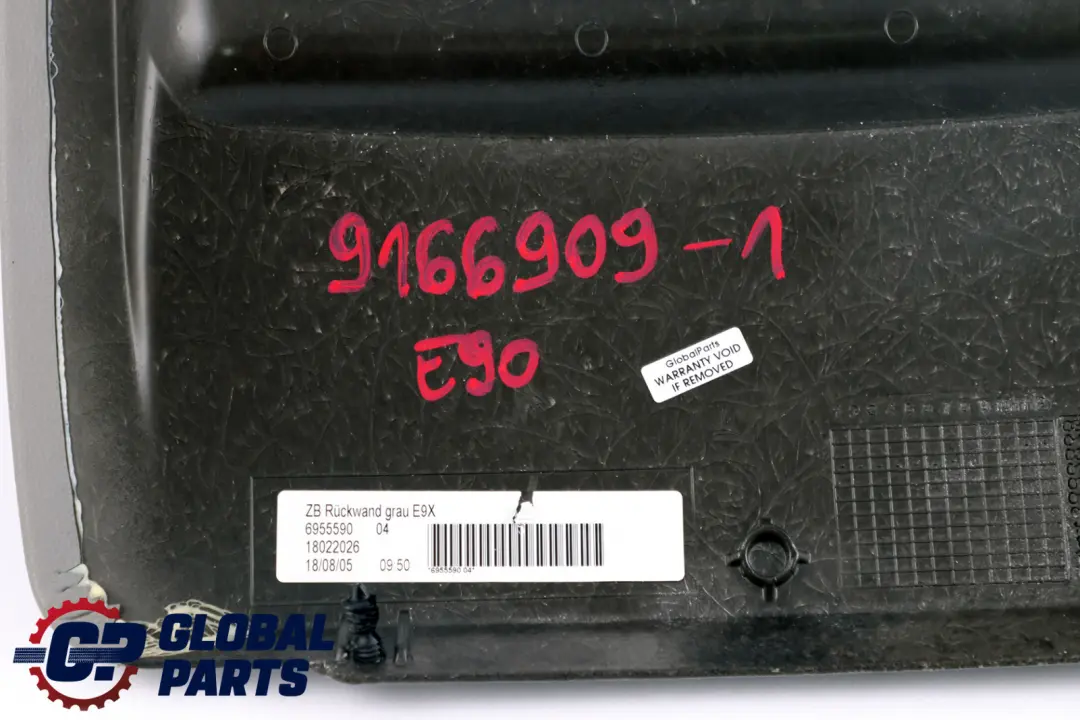 9166909-1
E90
GlobalParts
WARRANTY VOID
IF REMOVED
ZB Rückwand grau E9X
6955590 04
18022026
18/08/05 09:50
*6955590 04*
GP GLOBAL
PARTS